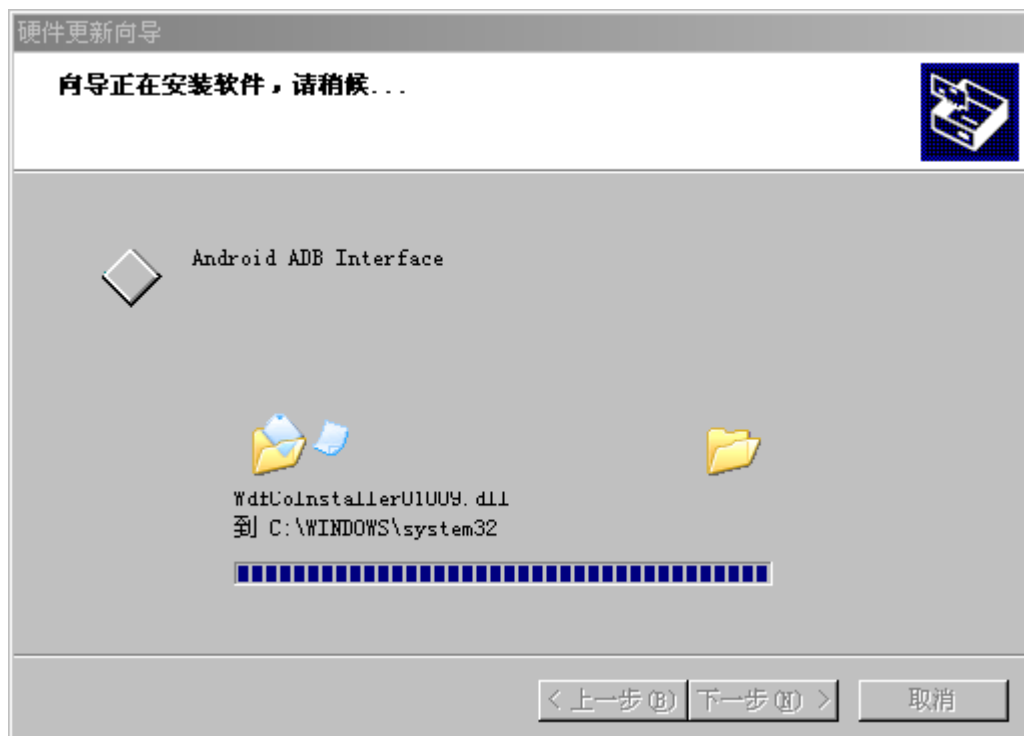 硬件更新向导
向导正在安装软件，请稍候...
Android ADB Interface
WdfCoInstaller01009.dll
到 C:\WINDOWS\system32
< 上一步(B)
下一步(N) >
取消